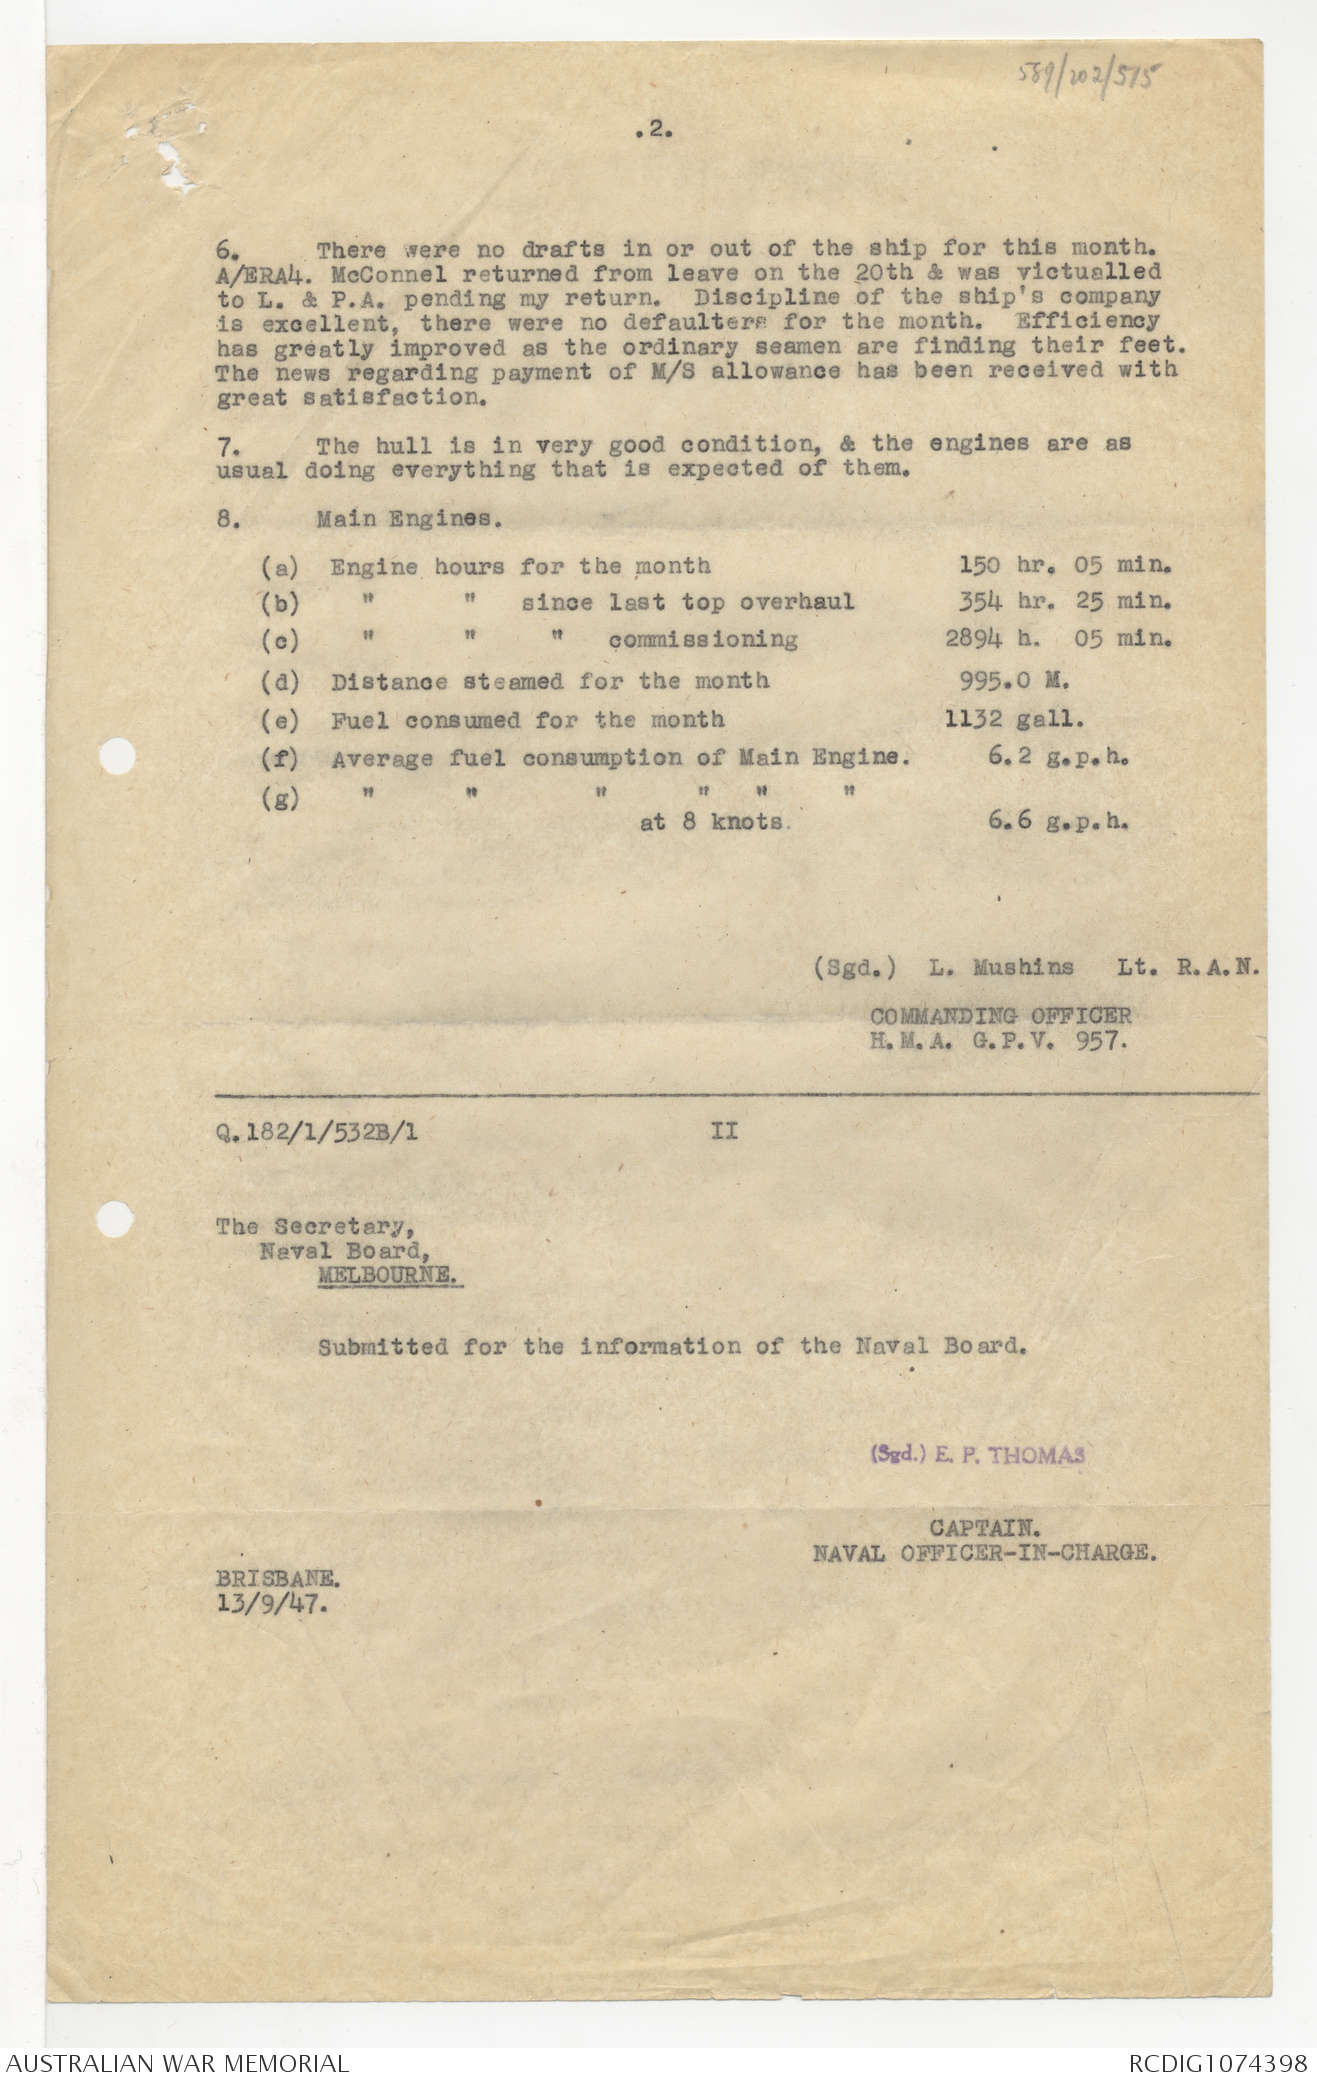 589/202/515
.2.
6. There were no drafts in or out of the ship for this month.
A/ERA4. McConnel returned from leave on the 20th & was victualled
to L. & P.A. pending my return. Discipline of the ship's company
is excellent, there were no defaulters for the month. Efficiency
has greatly improved as the ordinary seamen are finding their feet.
The news regarding payment of M/S allowance has been received with
great satisfaction.
7. The hull is in very good condition, & the engines are as
usual doing everything that is expected of them.
8. Main Engines.
(a) Engine hours for the month 150 hr. 05 min.
(b) " " since last top overhaul 354 hr. 25 min.
(c) " " " commissioning 2894 h. 05 min.
(d) Distance steamed for the month 995.0 M.
(e) Fuel consumed for the month 1132 gall.
(f) Average fuel consumption of Main Engine. 6.2 g.p.h.
(g) " " " " " "
at 8 knots. 6.6 g.p.h.
(Sgd.) L. Mushins Lt. R.A.N.
COMMANDING OFFICER
H.M.A. G.P.V. 957.
Q.182/1/532B/1 II
The Secretary,
Naval Board,
MELBOURNE.
Submitted for the information of the Naval Board.
(Sgd.) E. P. THOMAS
CAPTAIN.
NAVAL OFFICER-IN-CHARGE.
BRISBANE.
13/9/47.
AUSTRALIAN WAR MEMORIAL RCDIG1074398